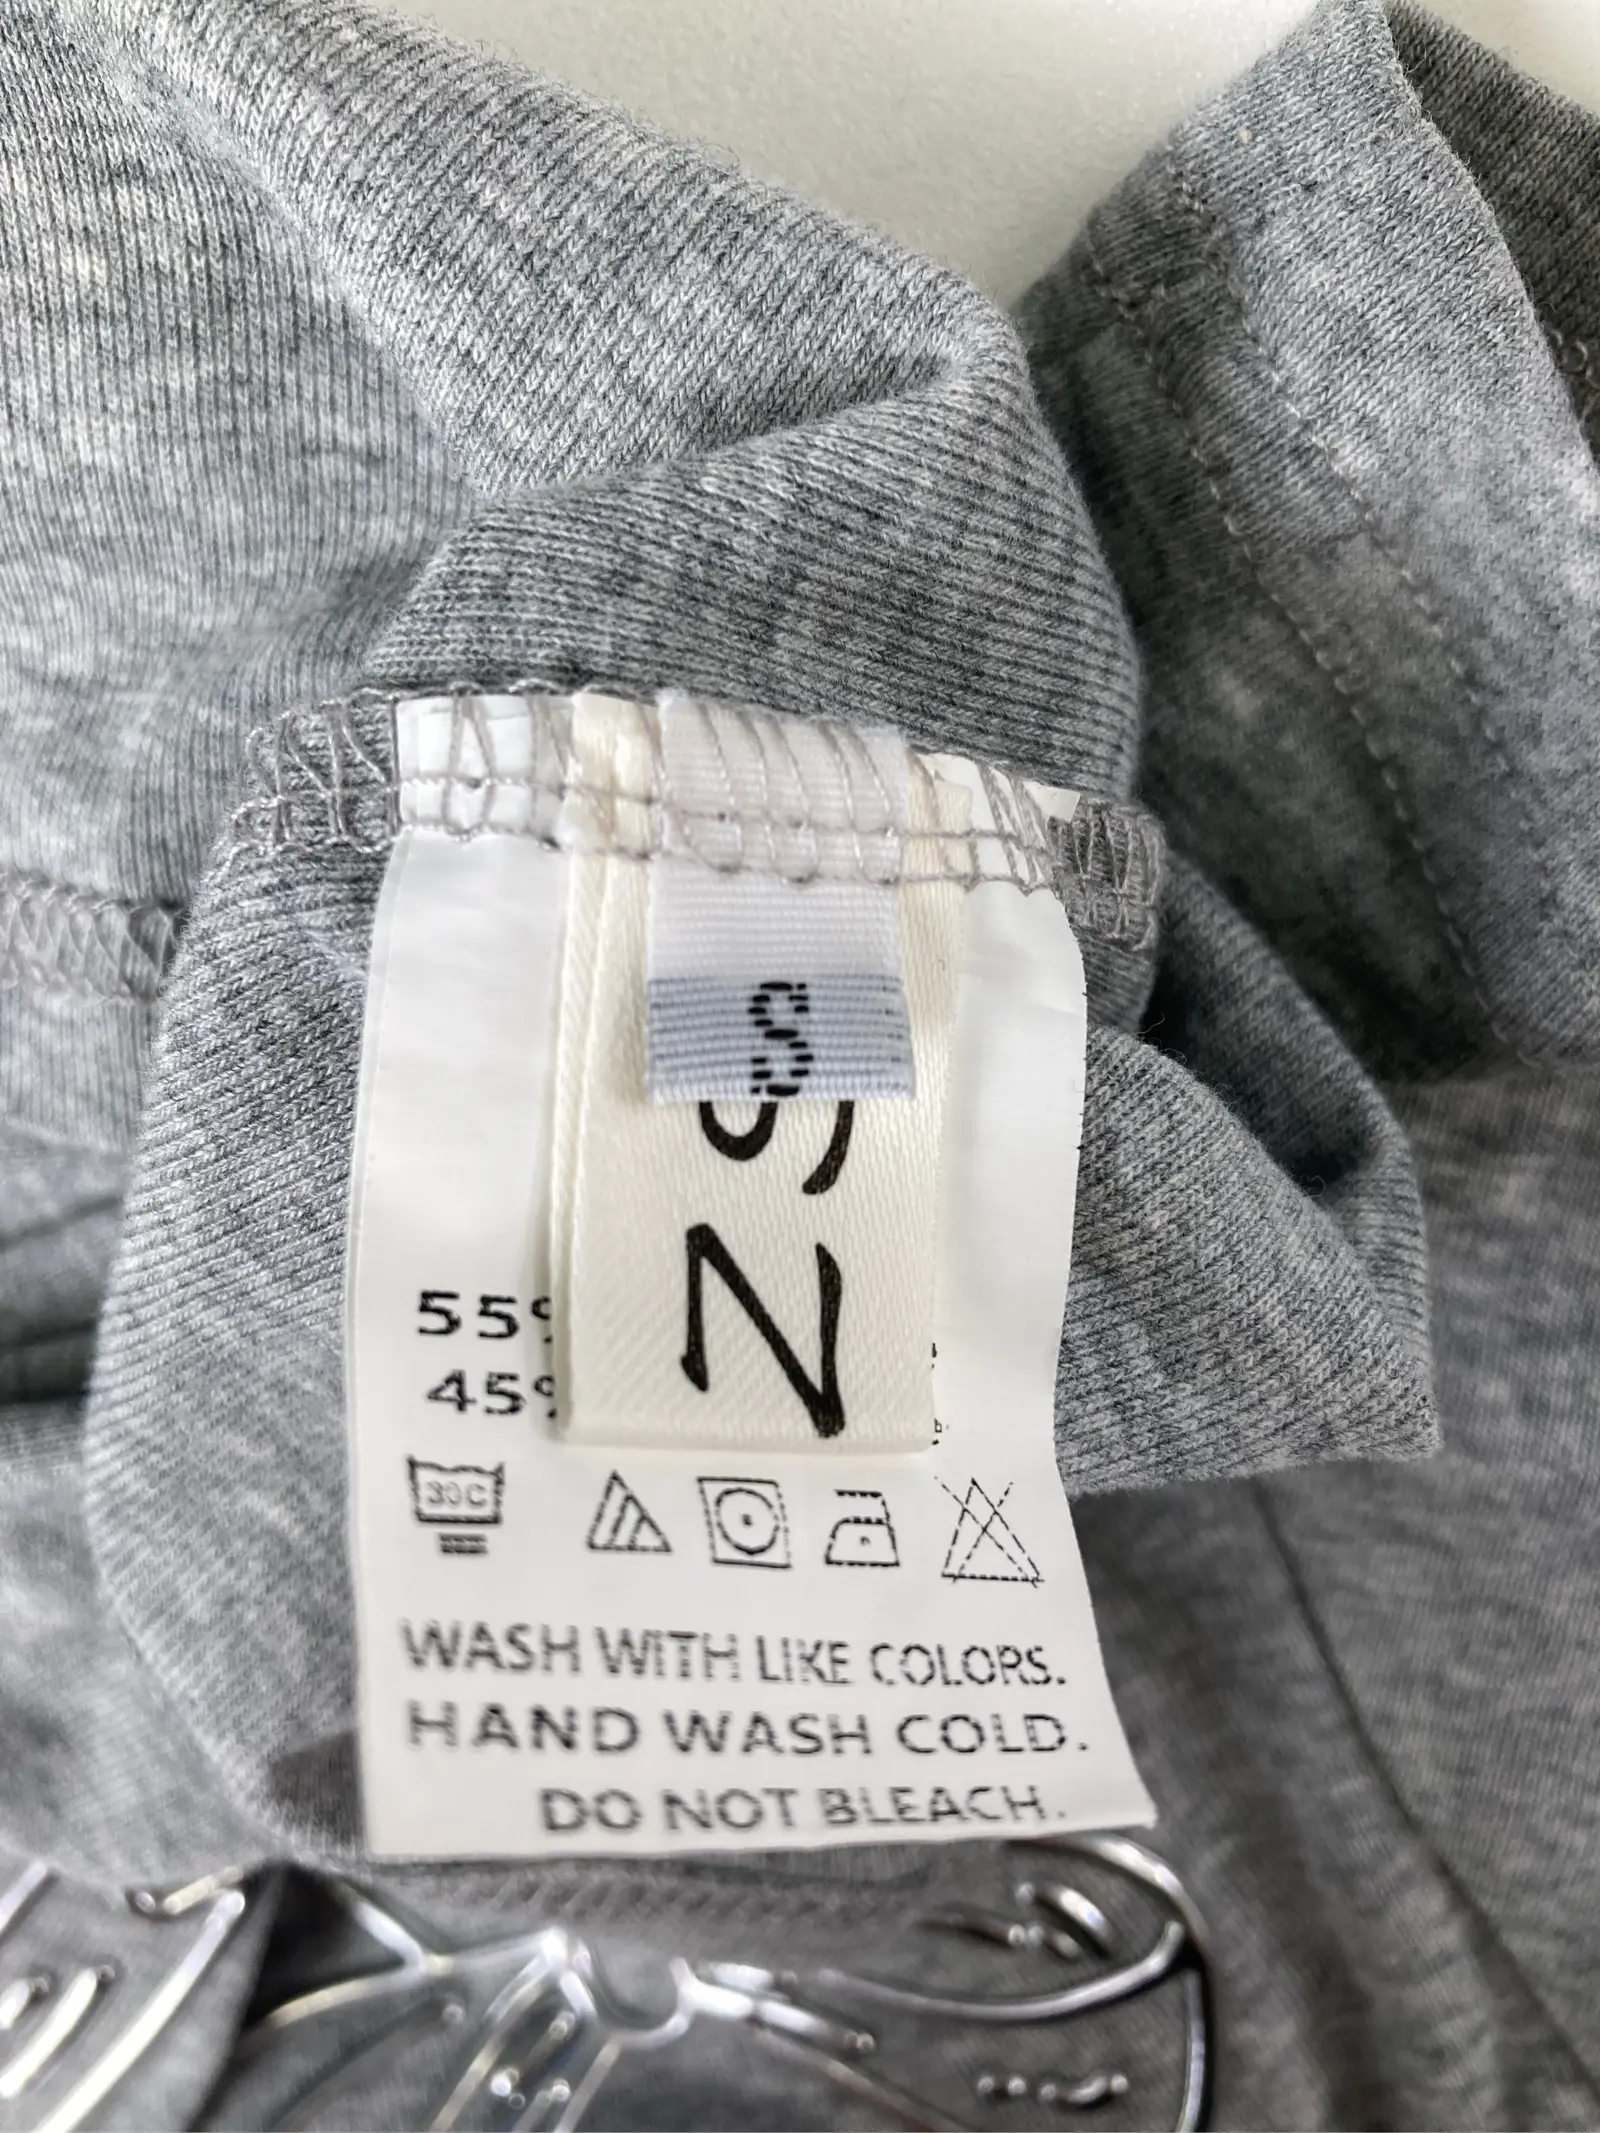 S
55%
45%
30C
WASH WITH LIKE COLORS.
HAND WASH COLD.
DO NOT BLEACH.